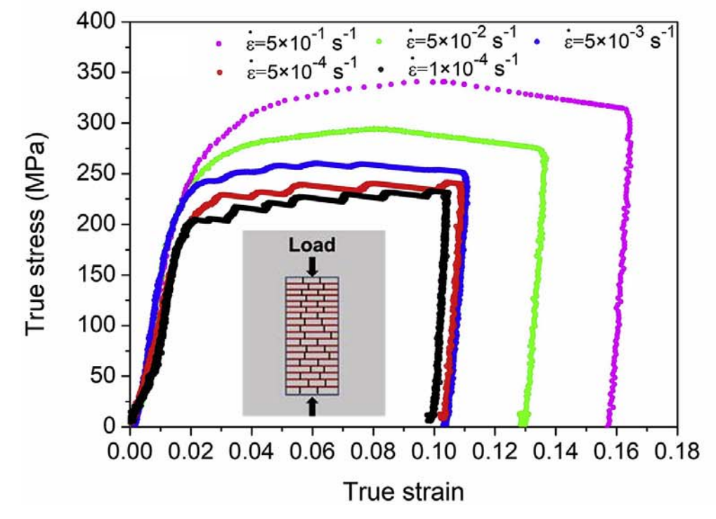 400
350
300
250
200
150
100
50
0
True stress (MPa)
ε̇=5×10⁻¹ s⁻¹ ε̇=5×10⁻² s⁻¹ ε̇=5×10⁻³ s⁻¹
ε̇=5×10⁻⁴ s⁻¹ ε̇=1×10⁻⁴ s⁻¹
Load
0.00 0.02 0.04 0.06 0.08 0.10 0.12 0.14 0.16 0.18
True strain